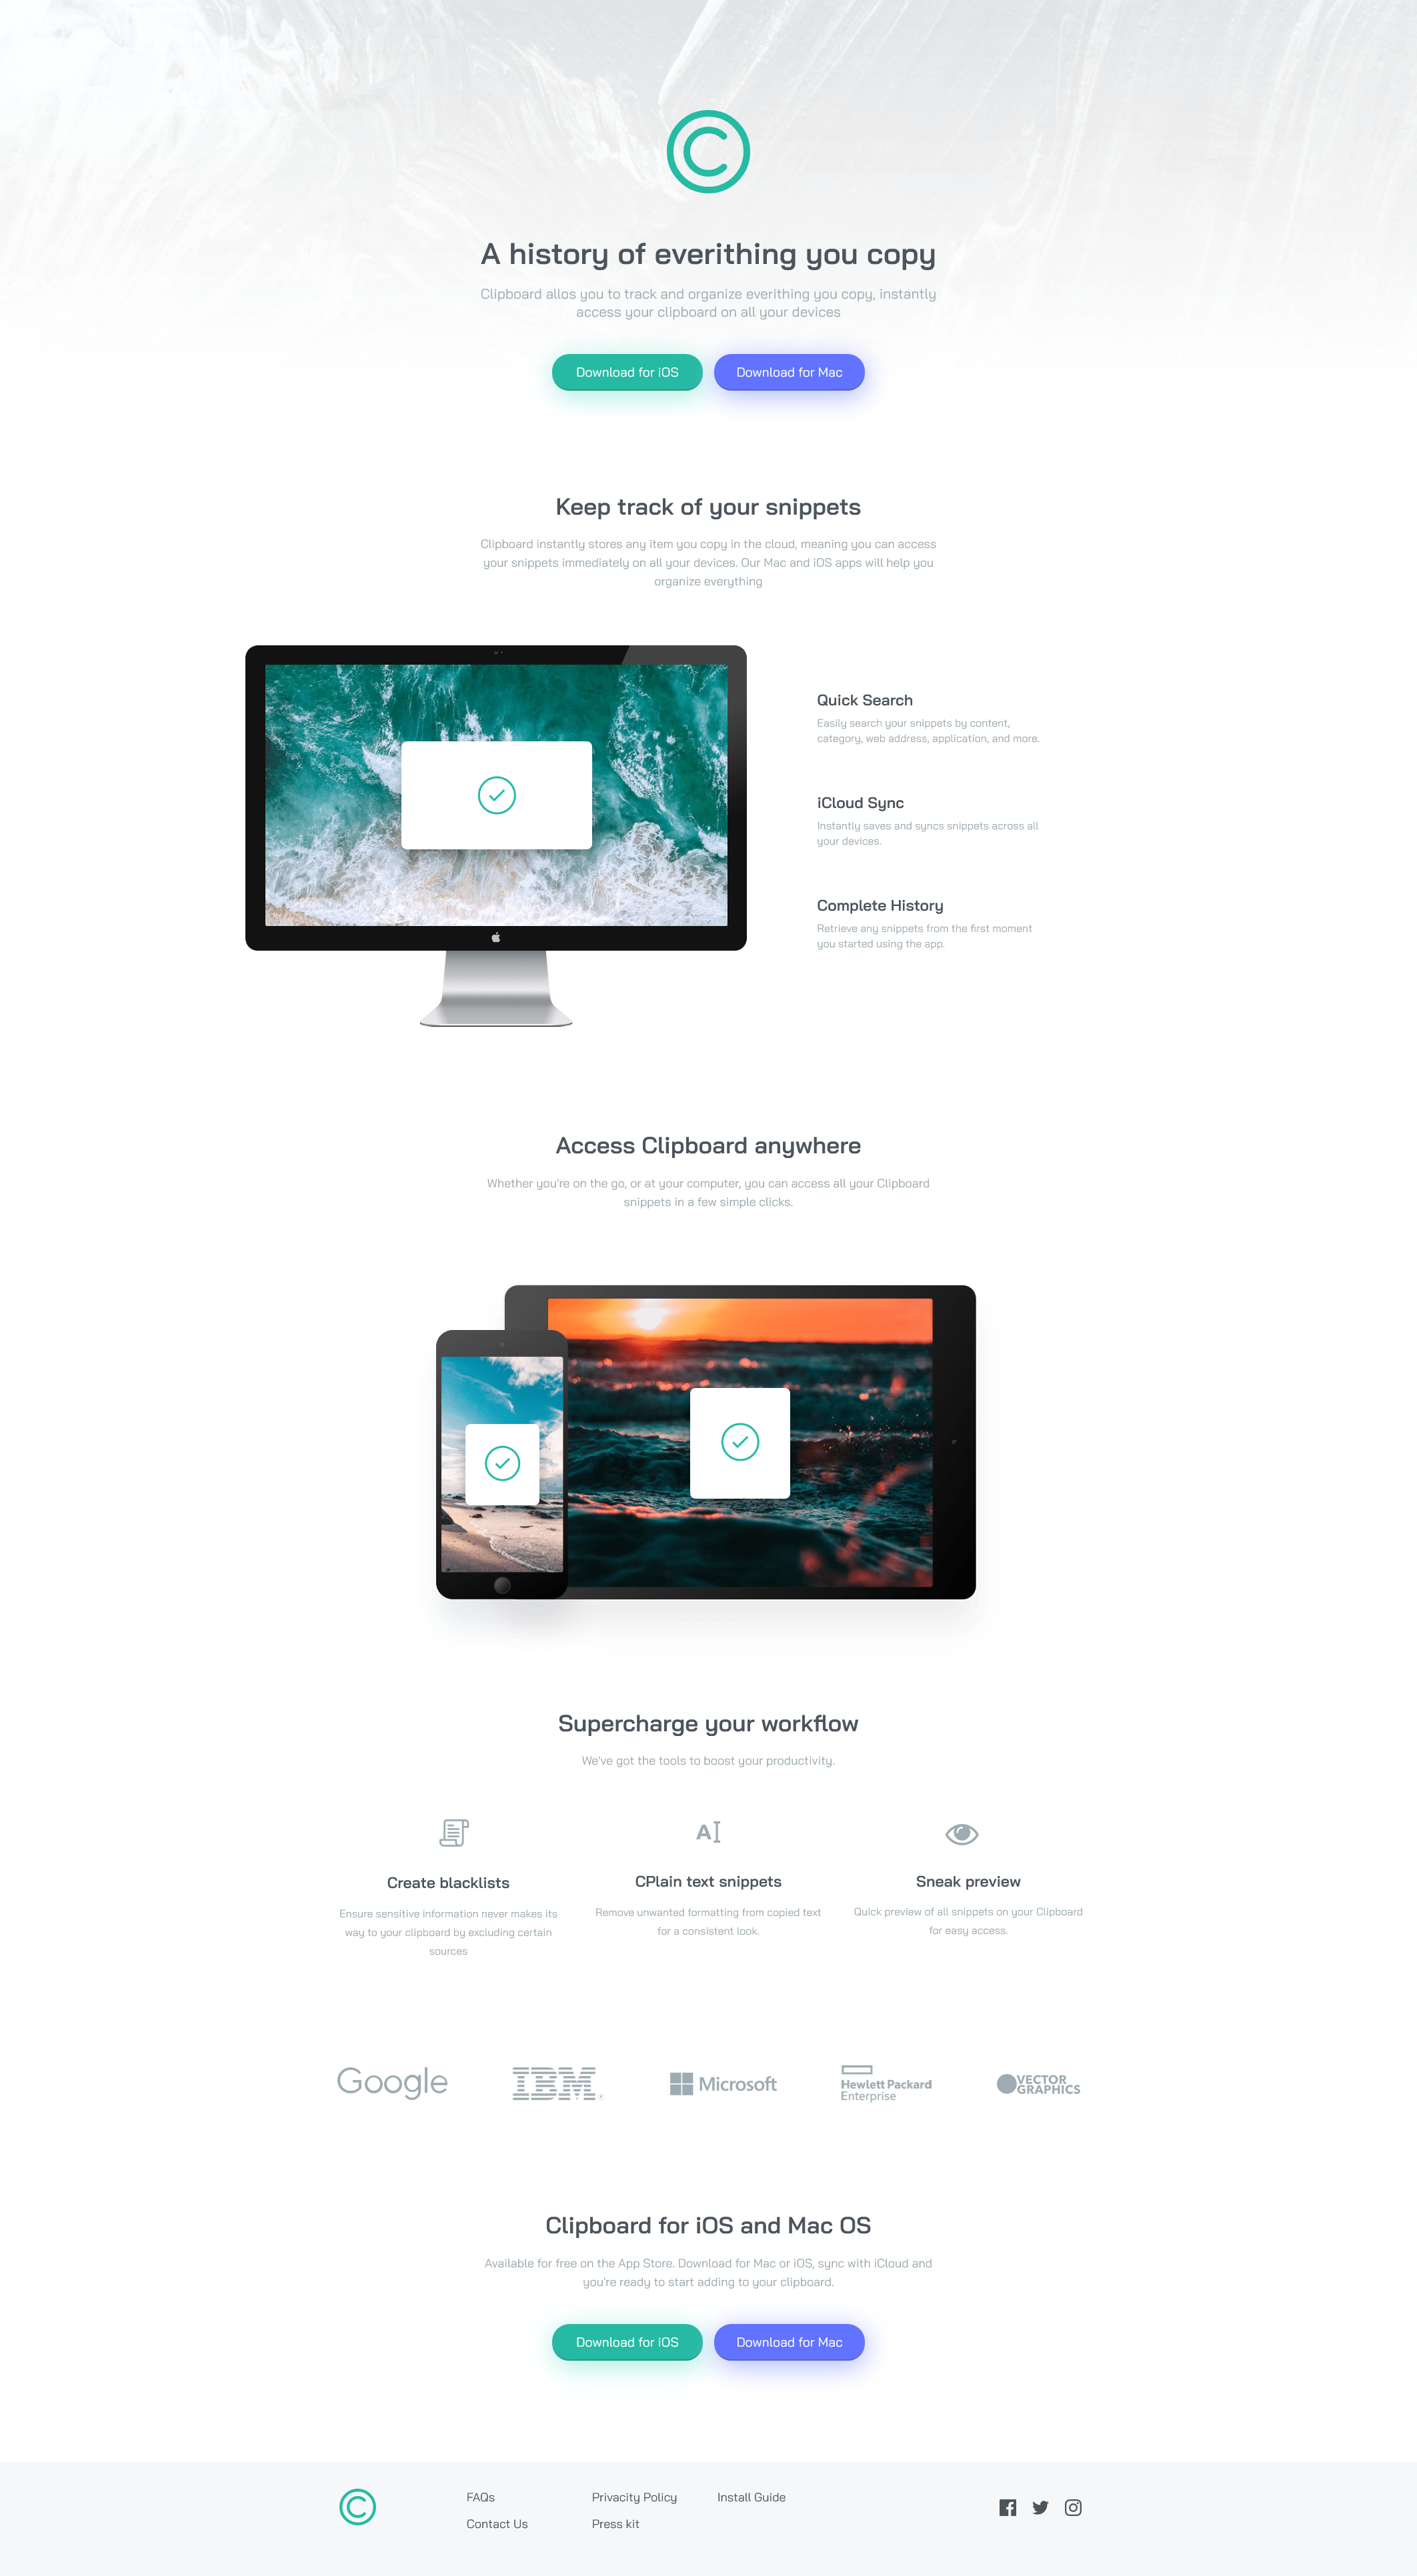 A history of everithing you copy
Clipboard allos you to track and organize everithing you copy, instantly
access your clipboard on all your devices
Download for iOS
Download for Mac
Keep track of your snippets
Clipboard instantly stores any item you copy in the cloud, meaning you can access
your snippets immediately on all your devices. Our Mac and iOS apps will help you
organize everything
Quick Search
Easily search your snippets by content,
category, web address, application, and more.
iCloud Sync
Instantly saves and syncs snippets across all
your devices.
Complete History
Retrieve any snippets from the first moment
you started using the app.
Access Clipboard anywhere
Whether you're on the go, or at your computer, you can access all your Clipboard
snippets in a few simple clicks.
Supercharge your workflow
We've got the tools to boost your productivity.
Create blacklists
Ensure sensitive information never makes its
way to your clipboard by excluding certain
sources
CPlain text snippets
Remove unwanted formatting from copied text
for a consistent look.
Sneak preview
Quick preview of all snippets on your Clipboard
for easy access.
Google
IBM
Microsoft
Hewlett Packard
Enterprise
VECTOR
GRAPHICS
Clipboard for iOS and Mac OS
Available for free on the App Store. Download for Mac or iOS, sync with iCloud and
you're ready to start adding to your clipboard.
Download for iOS
Download for Mac
FAQs
Contact Us
Privacity Policy
Press kit
Install Guide